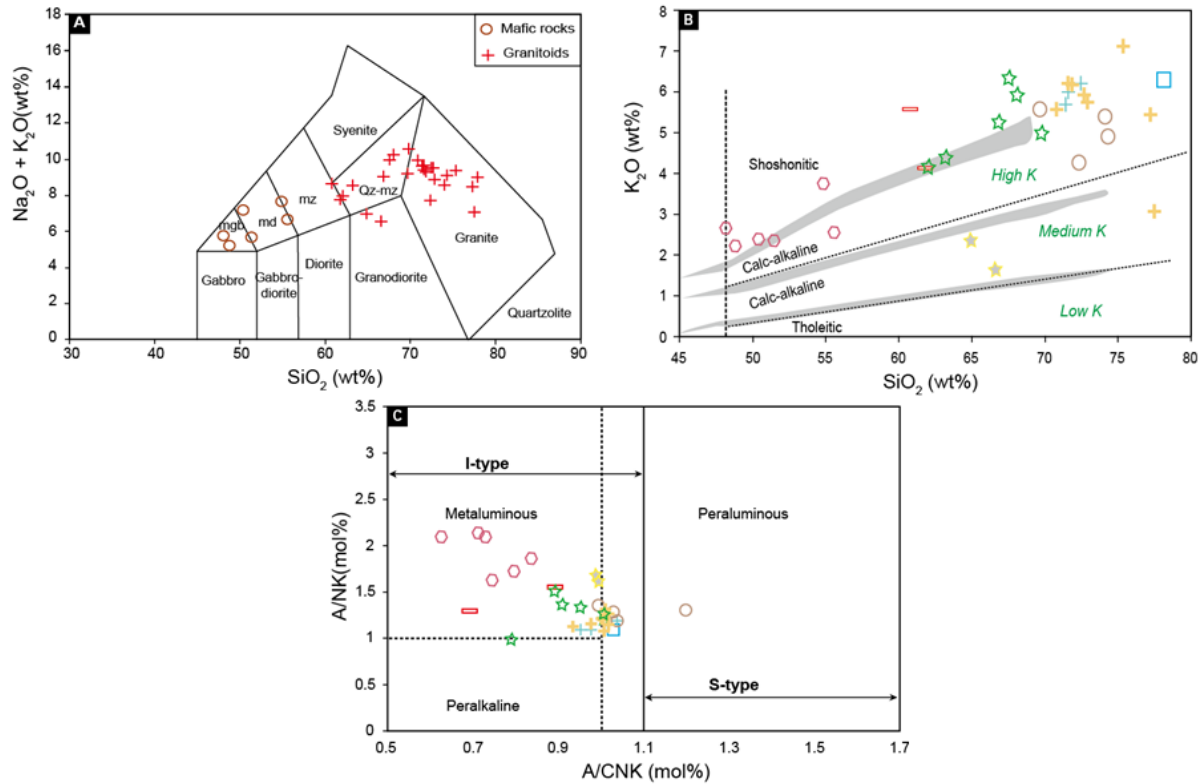 A
Mafic rocks
Granitoids
18
16
14
12
10
8
6
4
2
0
Na2O + K2O(wt%)
Syenite
mz
Qz-mz
mgb
md
Gabbro
Gabbro-
diorite
Diorite
Granodiorite
Granite
Quartzolite
30
40
50
60
70
80
90
SiO2 (wt%)
B
8
7
6
5
4
3
2
1
0
K2O (wt%)
Shoshonitic
High K
Calc-alkaline
Medium K
Calc-alkaline
Low K
Tholeitic
45
50
55
60
65
70
75
80
SiO2 (wt%)
C
3.5
3
2.5
2
1.5
1
0.5
0
A/NK(mol%)
I-type
Metaluminous
Peraluminous
S-type
Peralkaline
0.5
0.7
0.9
1.1
1.3
1.5
1.7
A/CNK (mol%)